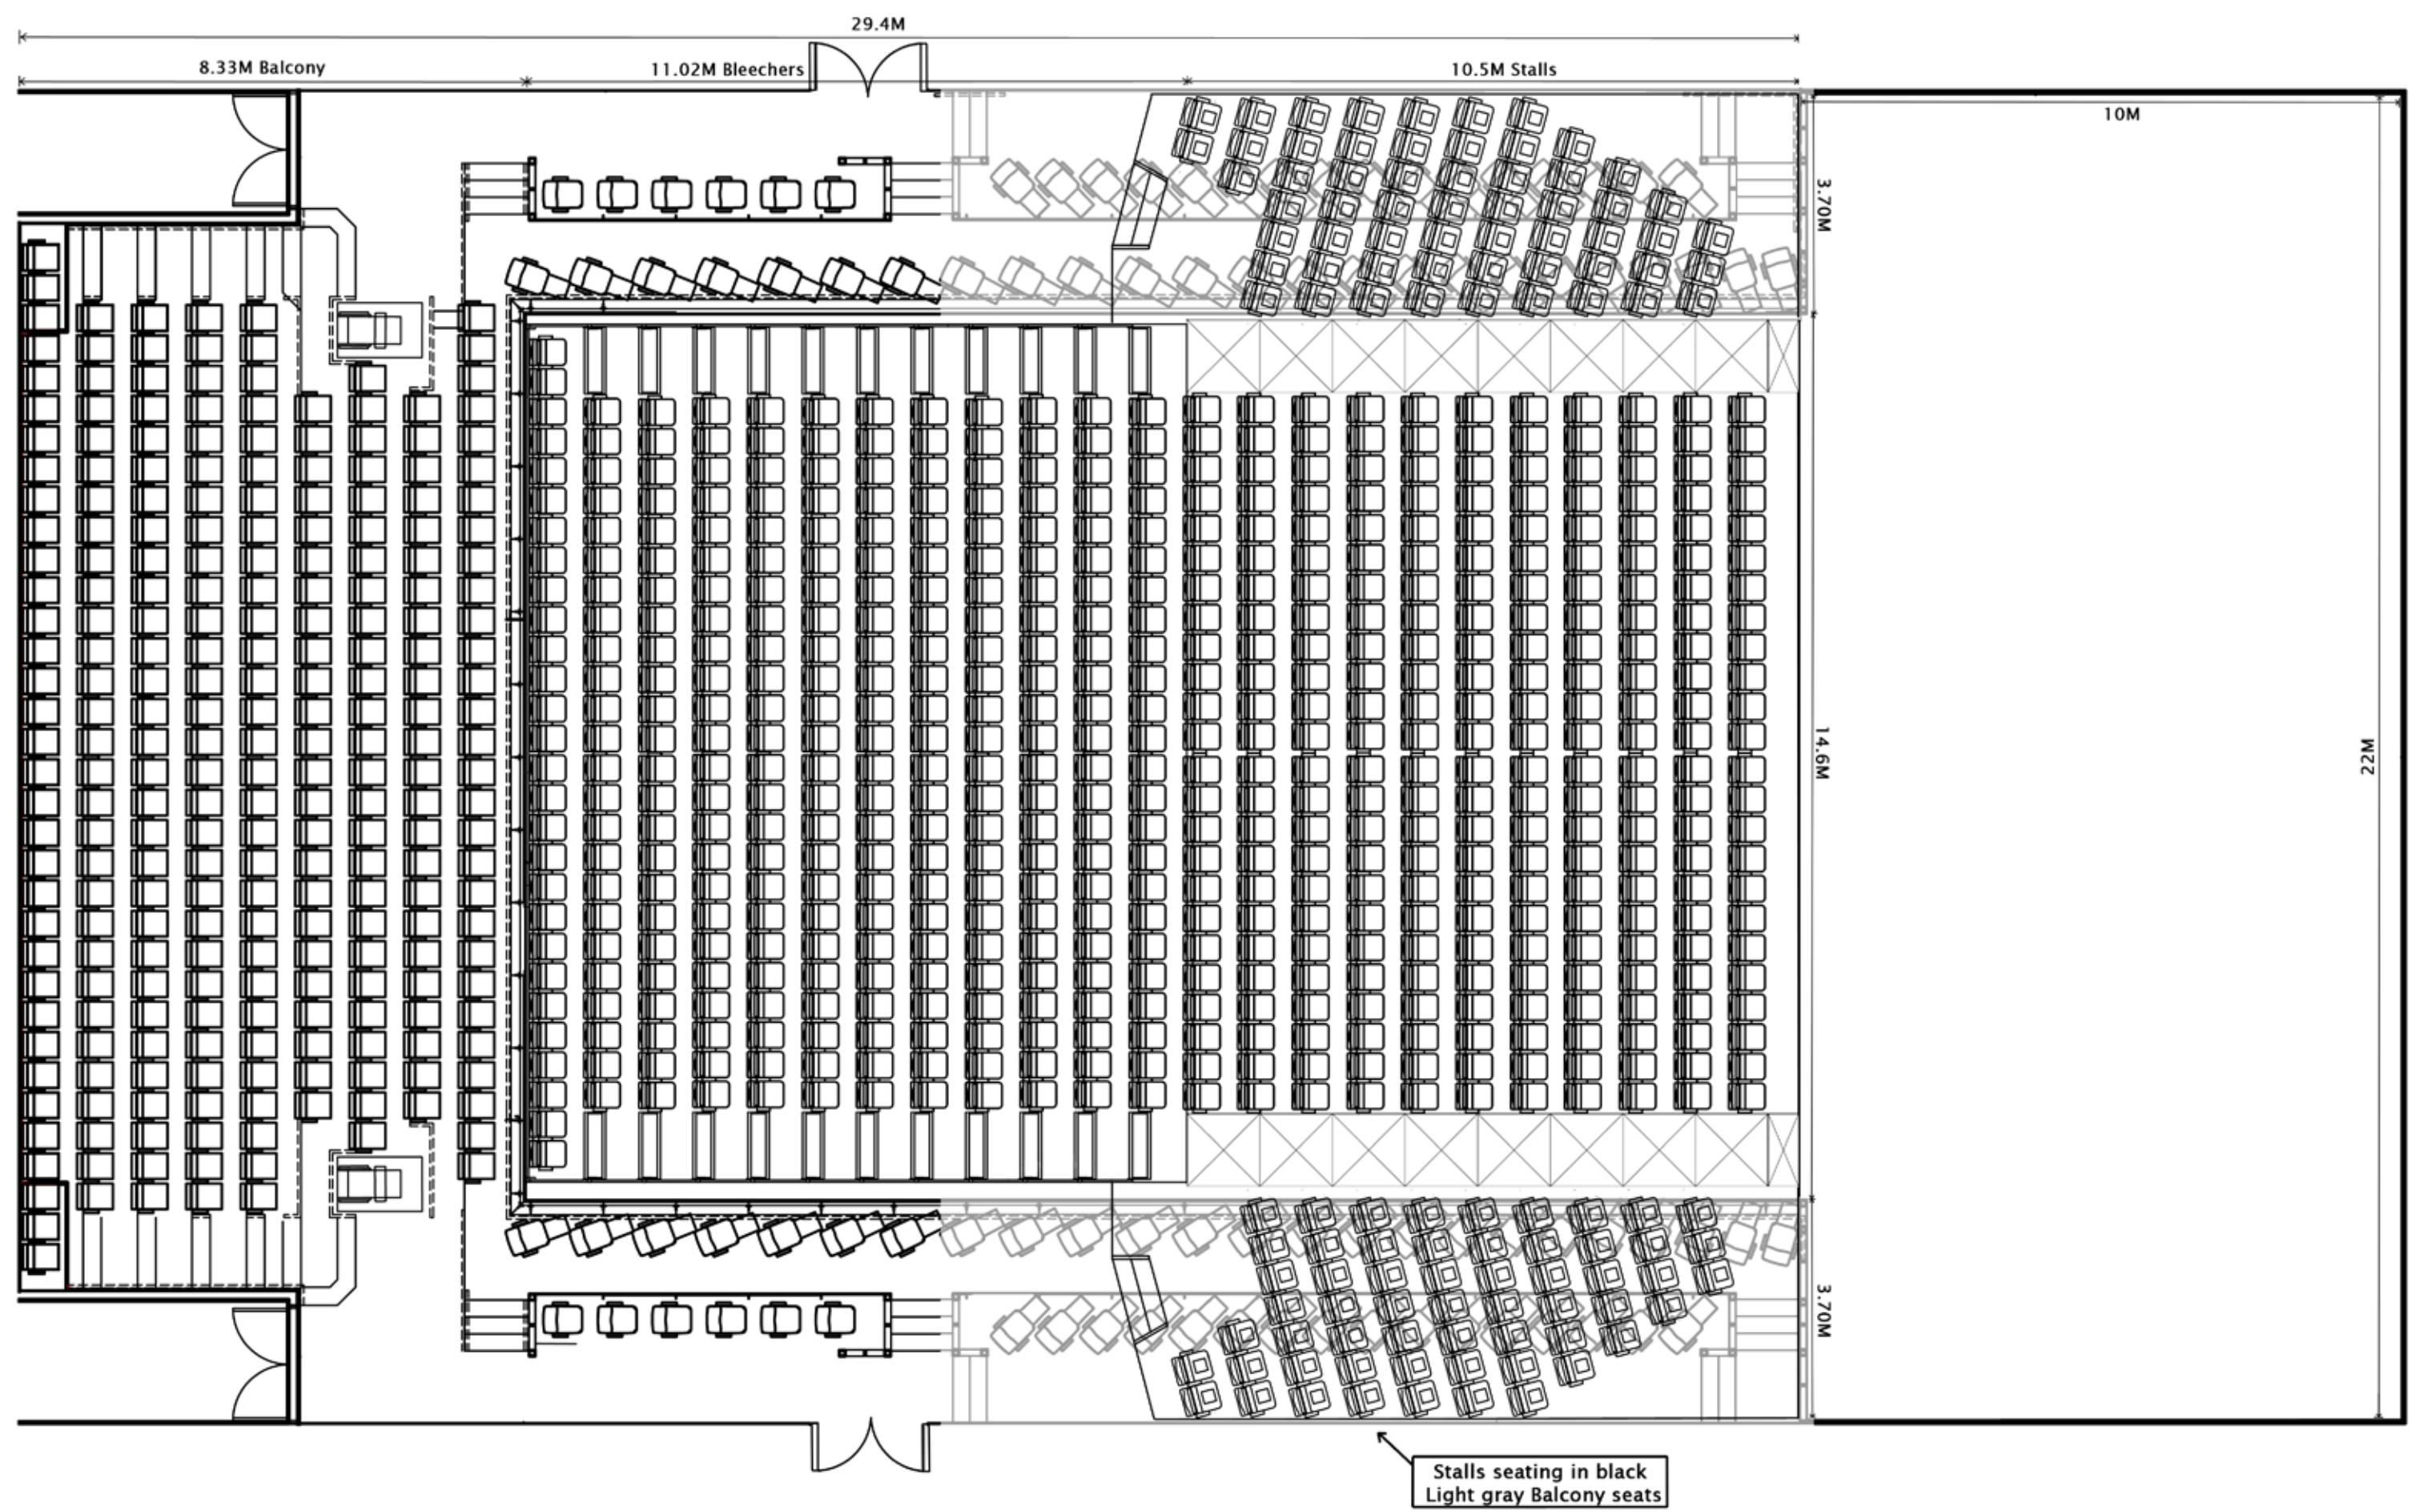 29.4M
8.33M Balcony
11.02M Bleechers
10.5M Stalls
10M
3.70M
14.6M
22M
3.70M
Stalls seating in black
Light gray Balcony seats